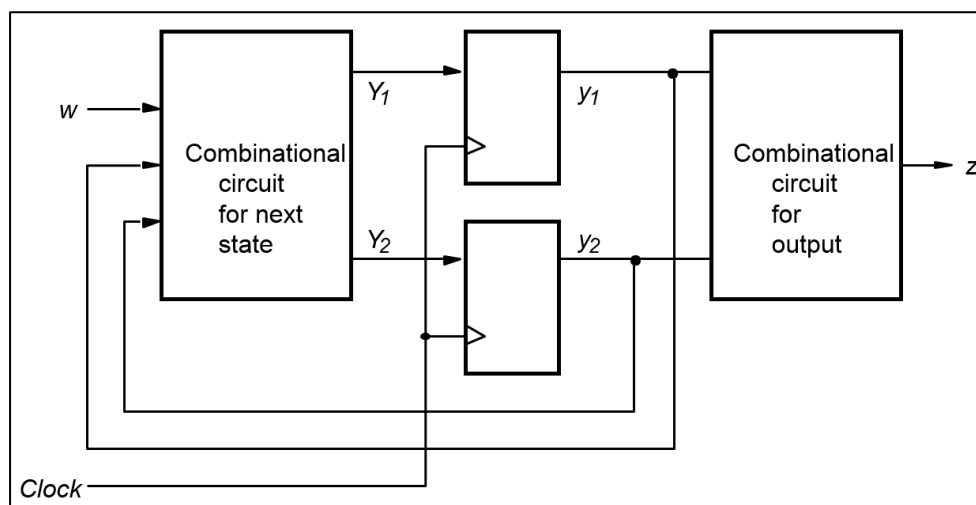 w
Combinational
circuit
for next
state
Y1
Y2
y1
y2
Combinational
circuit
for
output
z
Clock